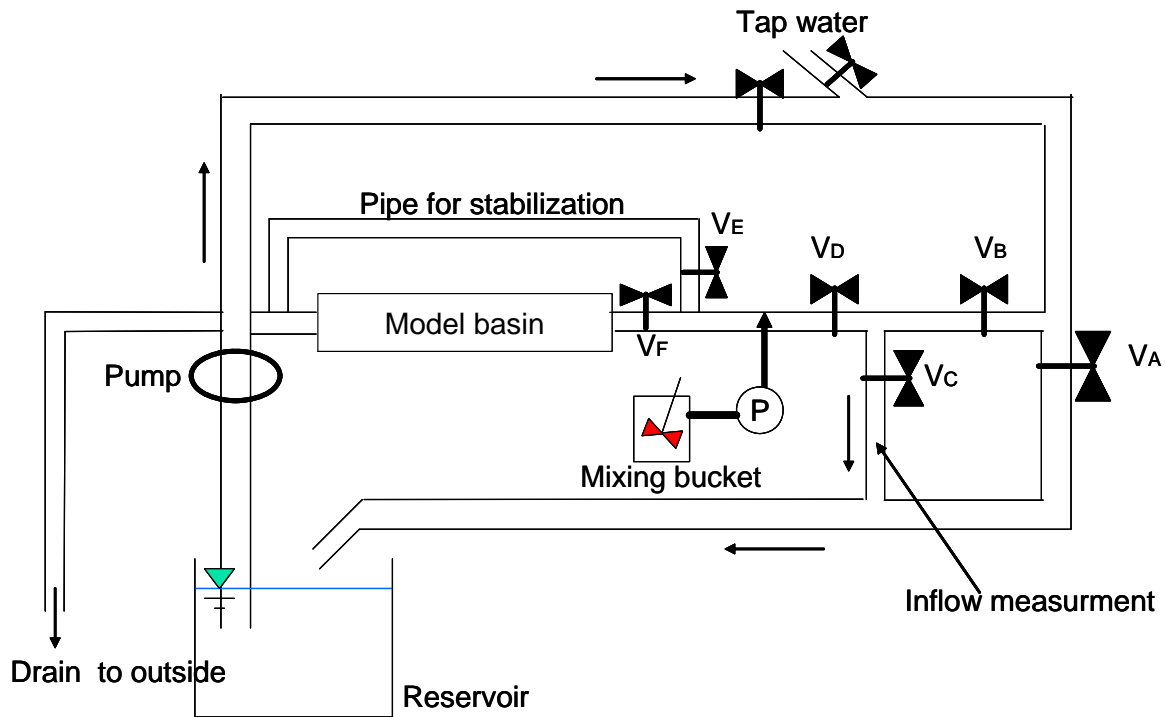 Tap water
Pipe for stabilization
VE
VD
VB
Model basin
VF
VA
Pump
VC
P
Mixing bucket
Inflow measurment
Drain to outside
Reservoir